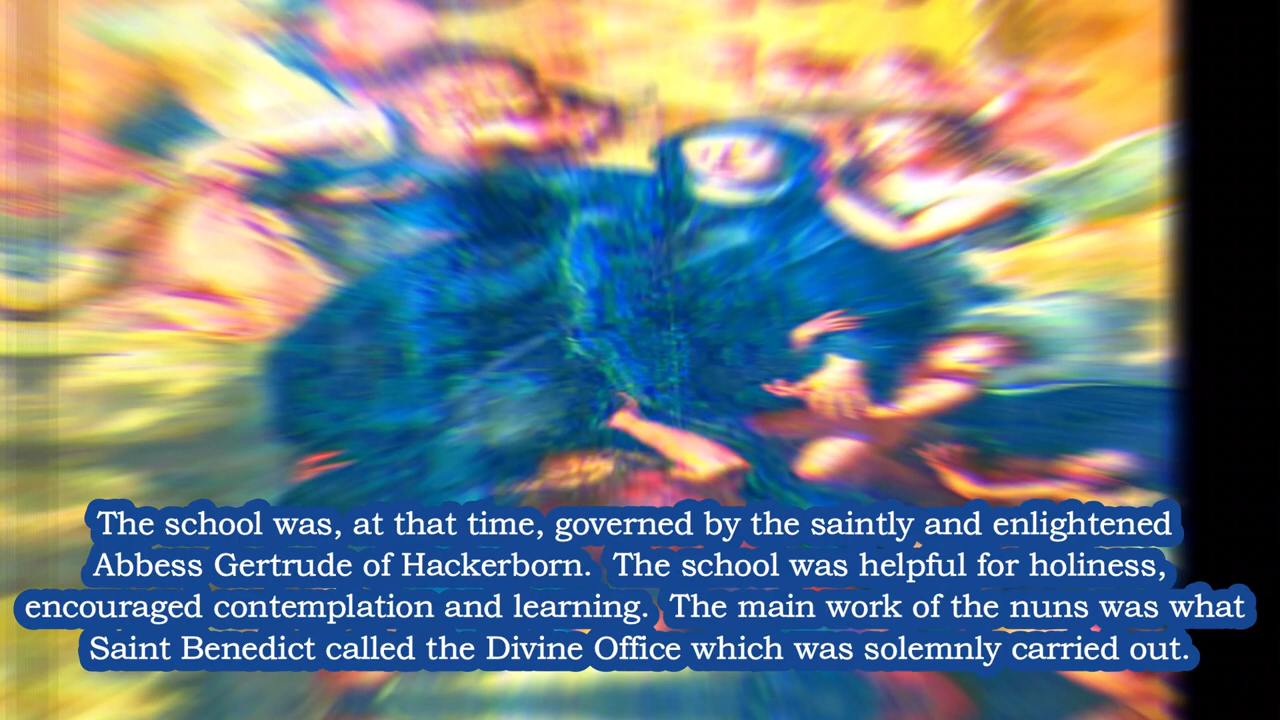 The school was, at that time, governed by the saintly and enlightened
Abbess Gertrude of Hackerborn.  The school was helpful for holiness,
encouraged contemplation and learning.  The main work of the nuns was what
Saint Benedict called the Divine Office which was solemnly carried out.